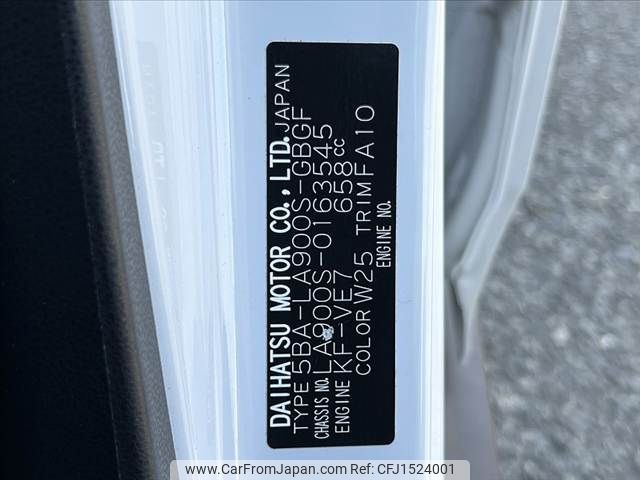 DAIHATSU MOTOR CO., LTD. JAPAN
TYPE 5BA-LA900S-GBGF
CHASSIS NO. LA900S-0163545
ENGINE KF-VE7 658cc
COLOR W25 TRIM FA10
ENGINE NO.
www.CarFromJapan.com - CFJ1524001